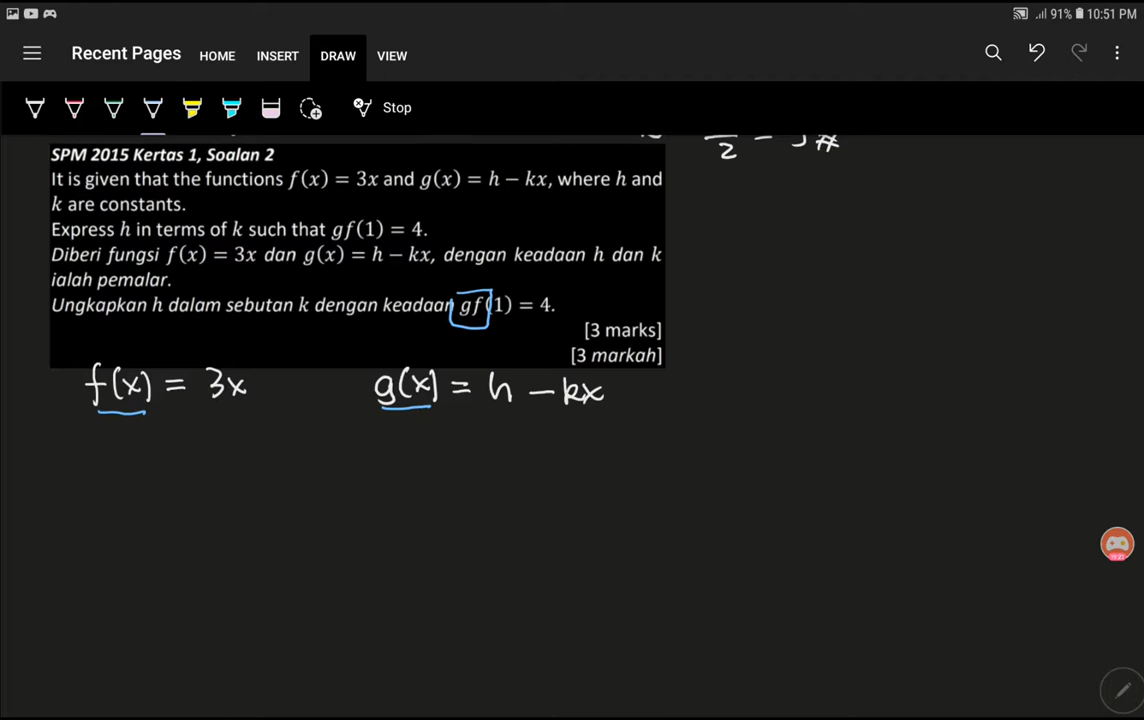 91% 10:51 PM
Recent Pages HOME INSERT DRAW VIEW
Stop
2
SPM 2015 Kertas 1, Soalan 2
It is given that the functions f(x) = 3x and g(x) = h − kx, where h and
k are constants.
Express h in terms of k such that gf(1) = 4.
Diberi fungsi f(x) = 3x dan g(x) = h − kx, dengan keadaan h dan k
ialah pemalar.
Ungkapkan h dalam sebutan k dengan keadaan gf(1) = 4.
[3 marks]
[3 markah]
f(x) = 3x g(x) = h − kx